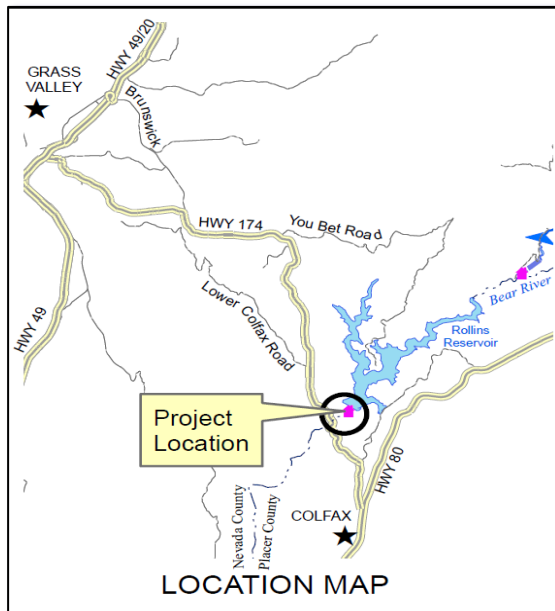 HWY 49/20
GRASS
VALLEY
Brunswick
HWY 174
You Bet Road
Lower Colfax Road
Bear River
Rollins
Reservoir
HWY 49
Project
Location
HWY 80
Nevada County
Placer County
COLFAX
LOCATION MAP